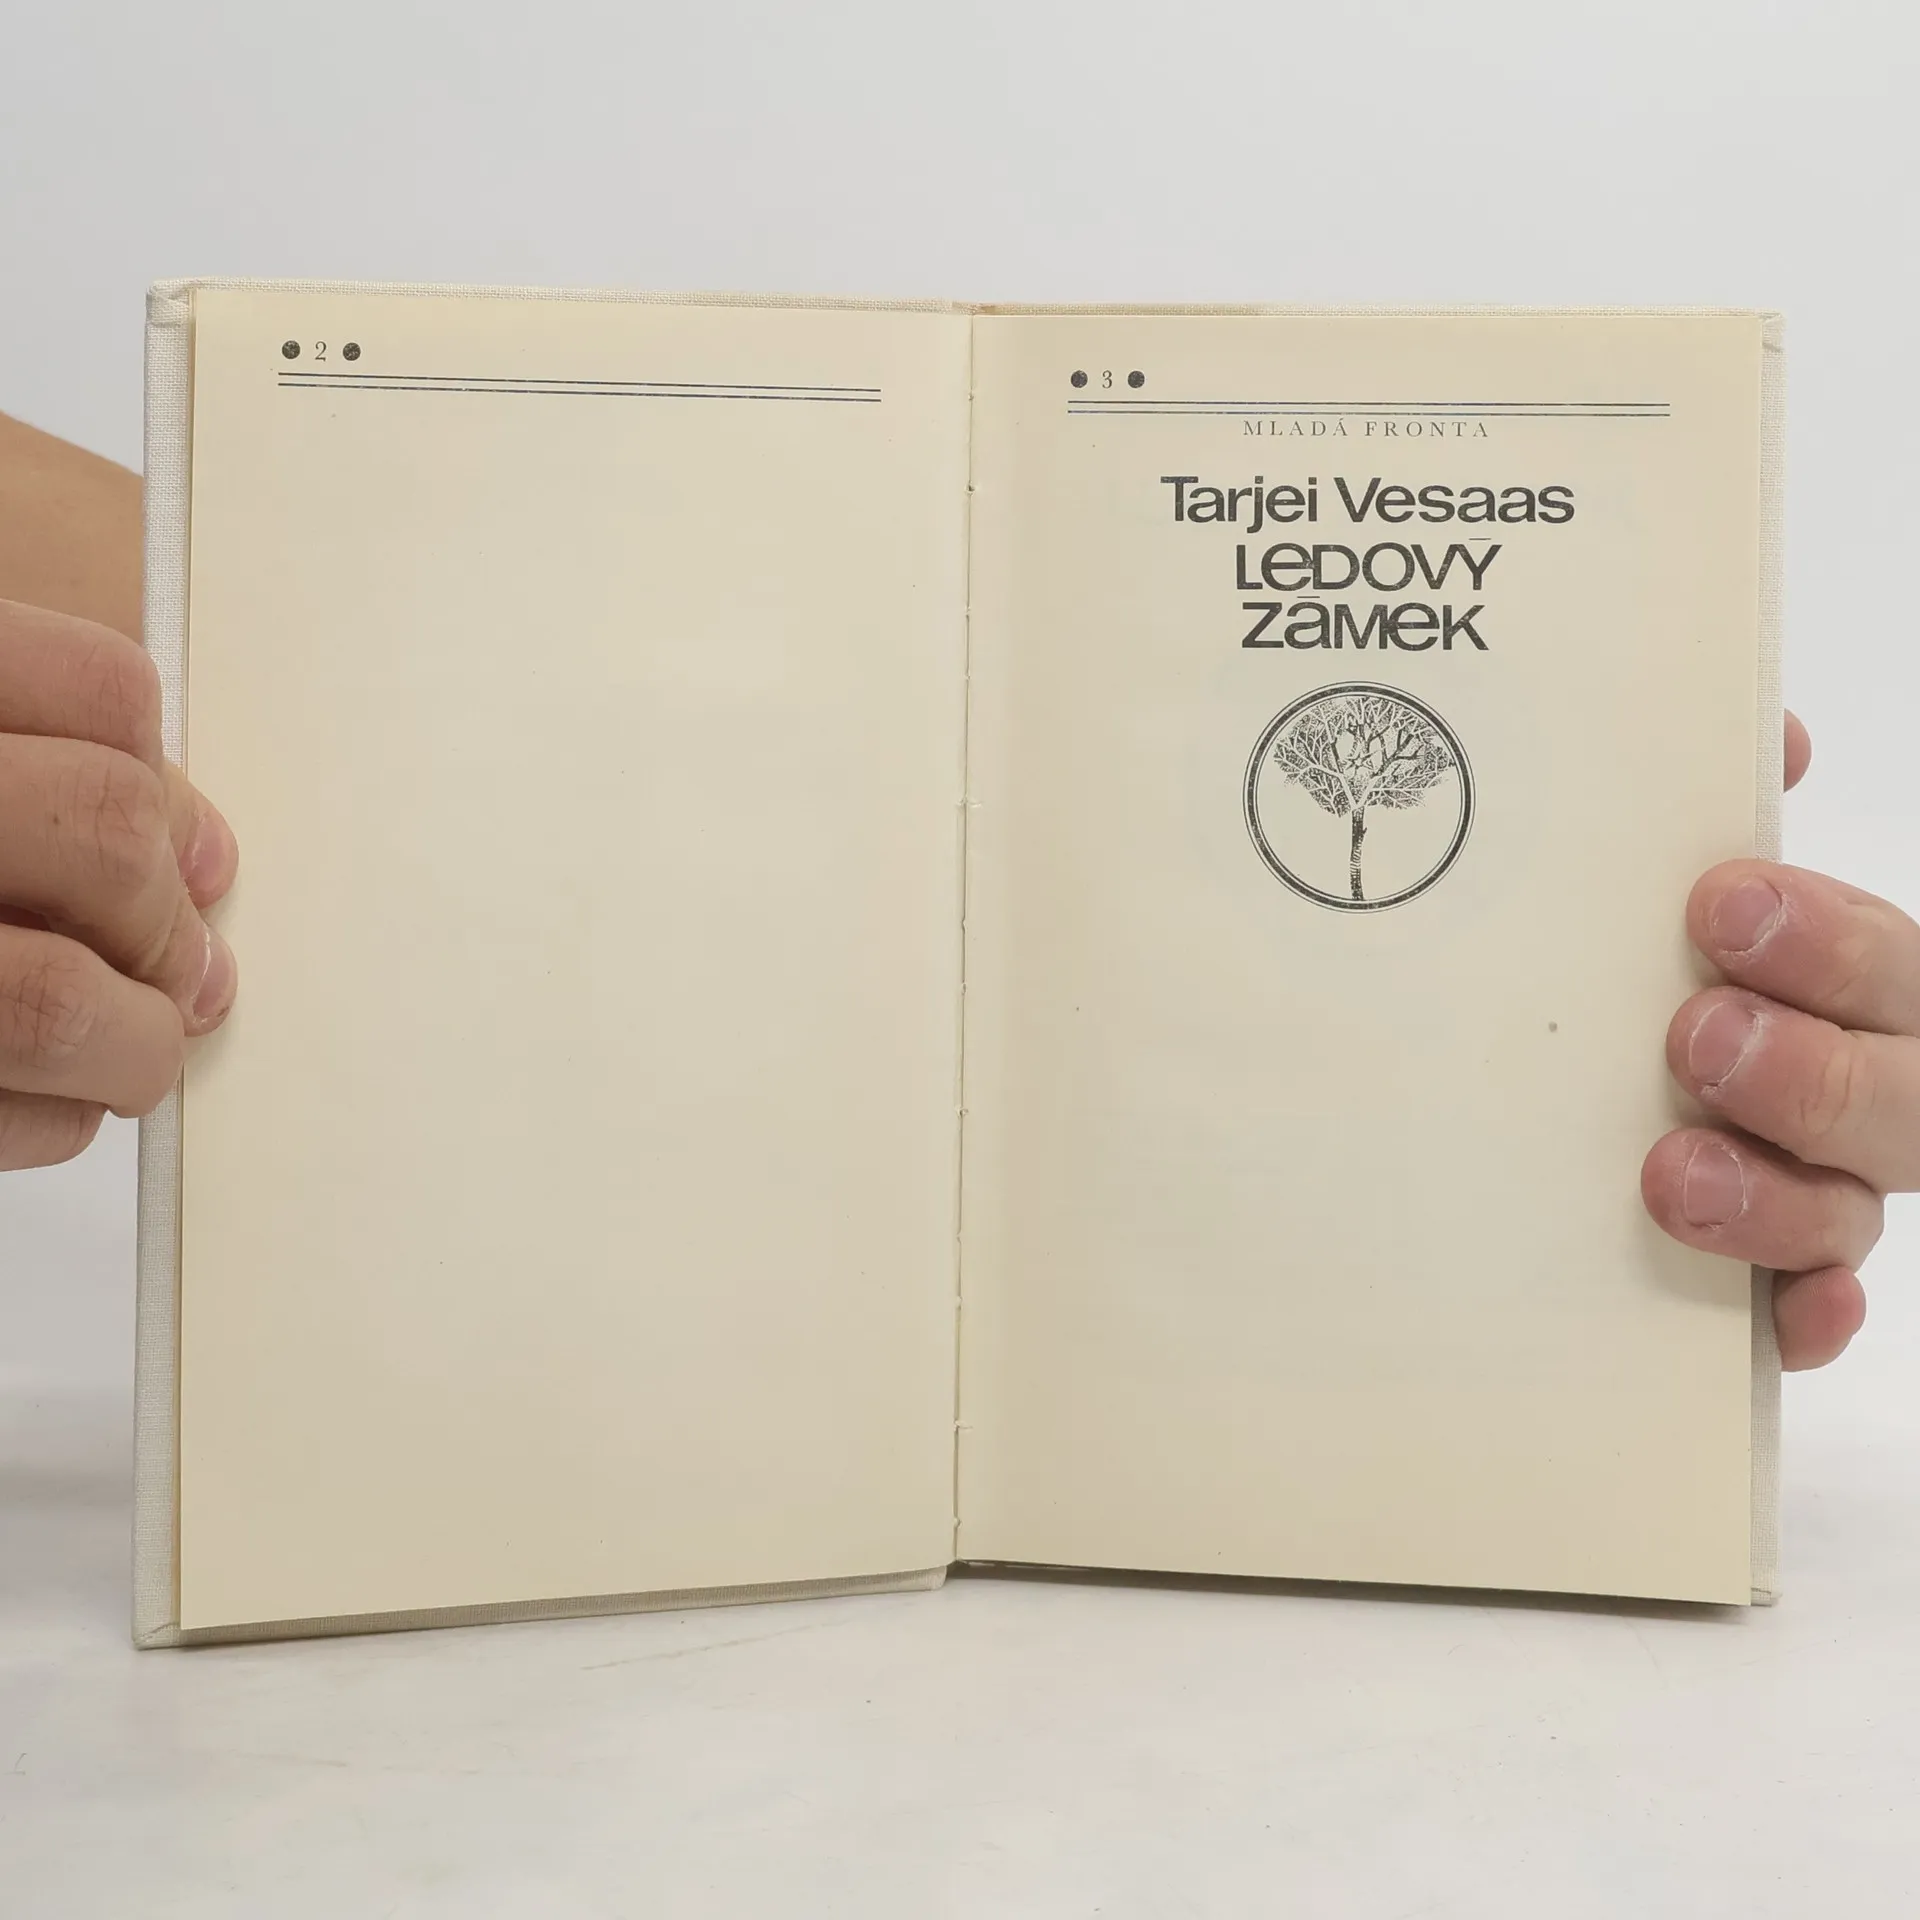 ● 2 ●
● 3 ●
MLADÁ FRONTA
Tarjei Vesaas
LeDOVÝ
ZÁMeK